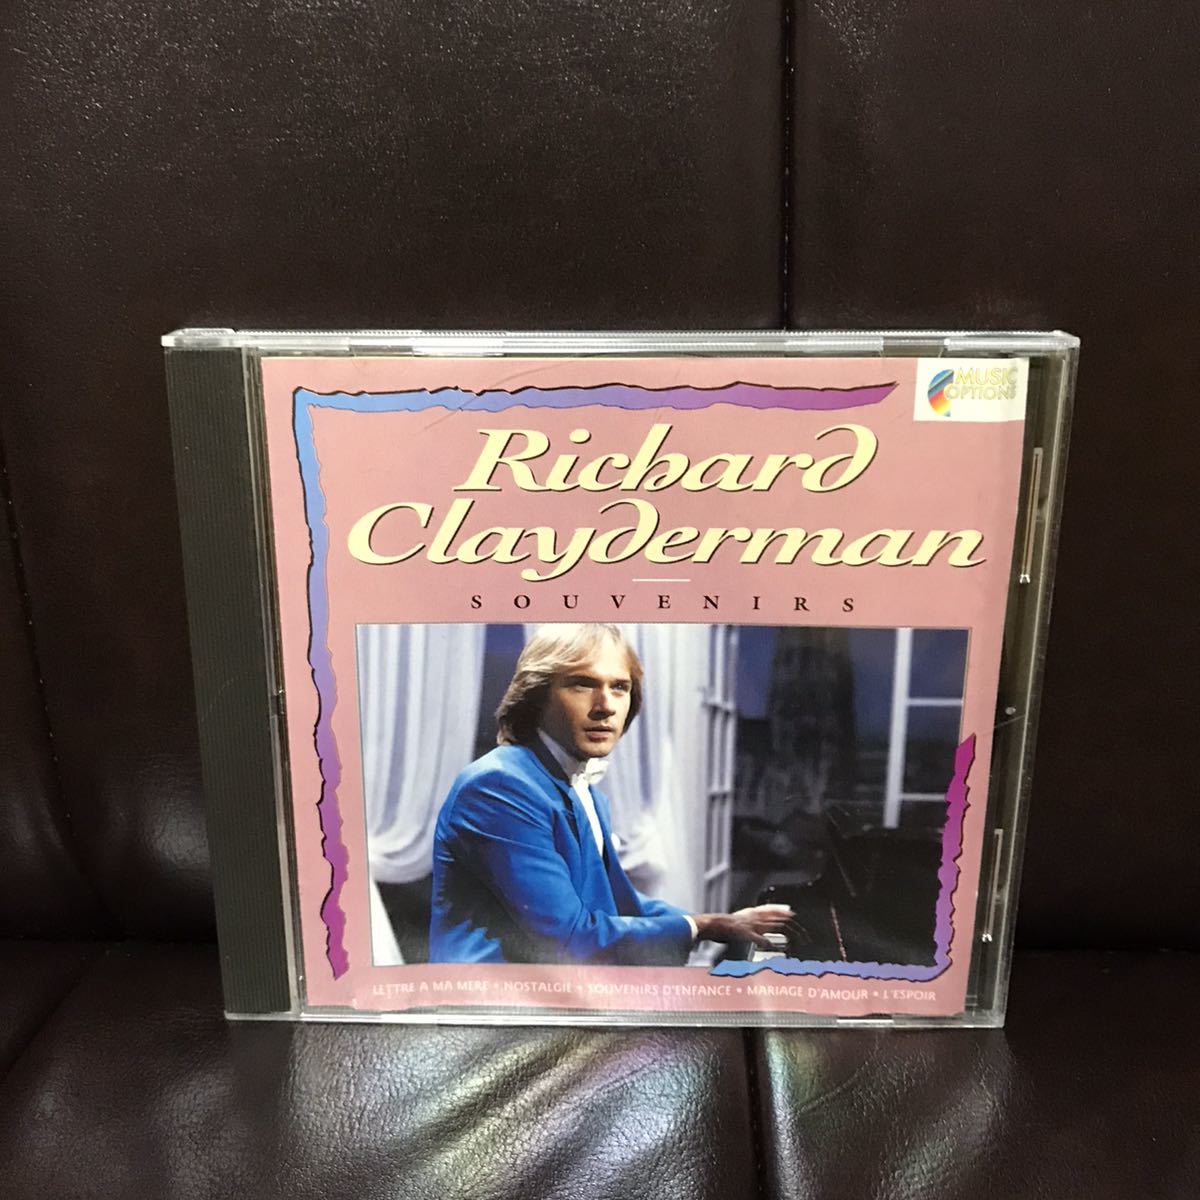 MUSIC
OPTIONS
Richard
Clayderman
SOUVENIRS
LETTRE A MA MERE • NOSTALGIE • SOUVENIRS D'ENFANCE • MARIAGE D'AMOUR • L'ESPOIR